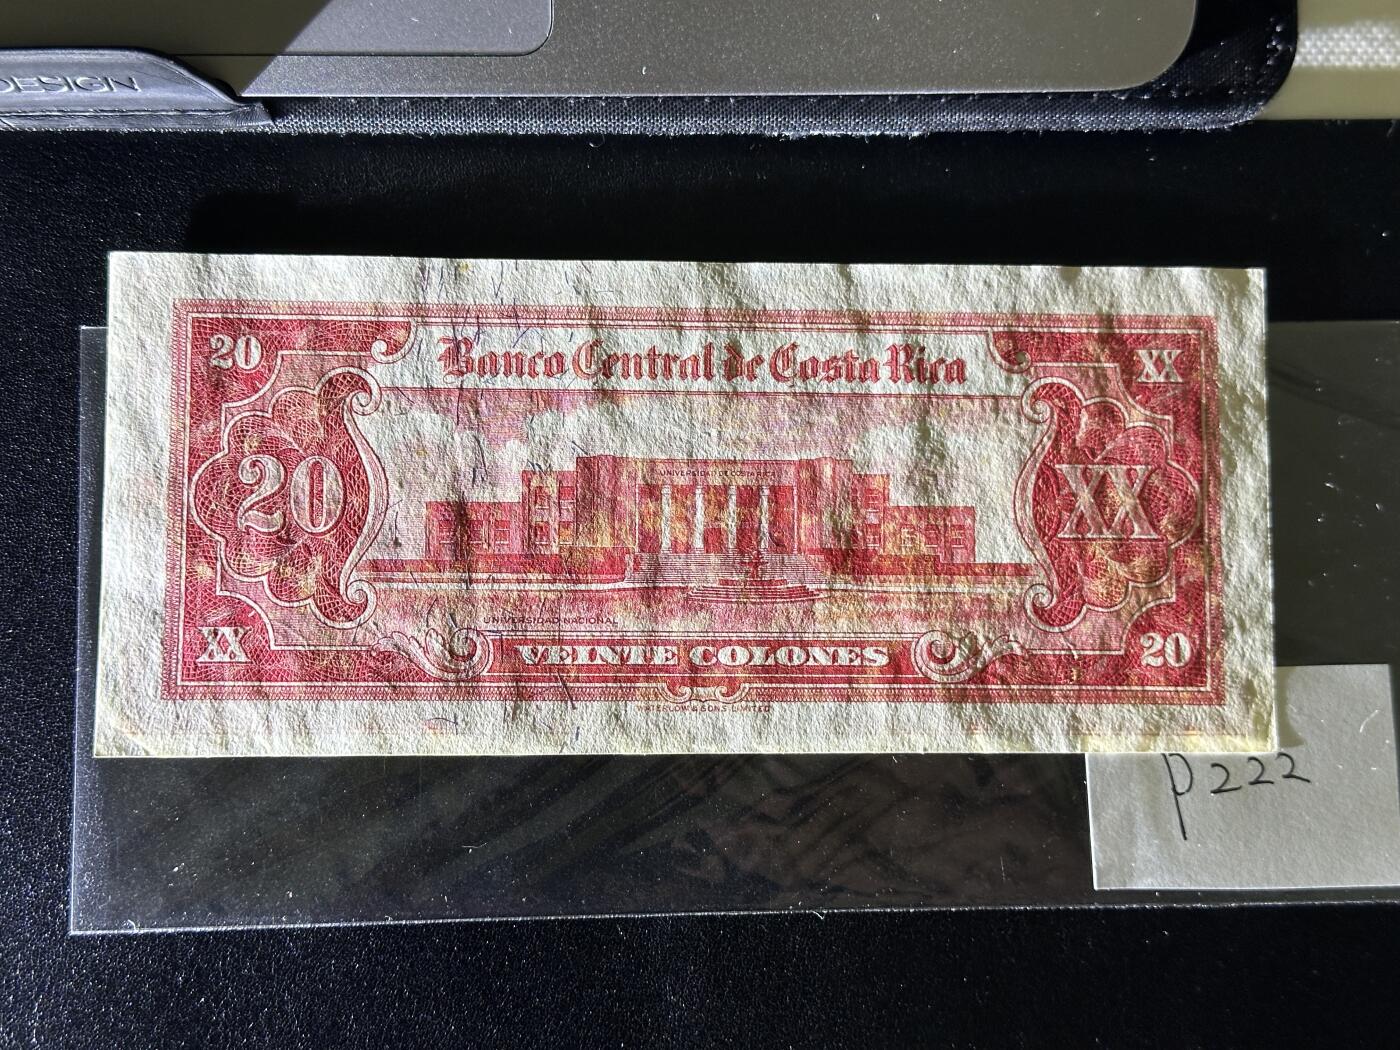 DESIGN
20
Banco Central de Costa Rica
XX
20
UNIVERSIDAD DE COSTA RICA
XX
XX
UNIVERSIDAD NACIONAL
VEINTE COLONES
20
WATERLOW & SONS LIMITED
p222